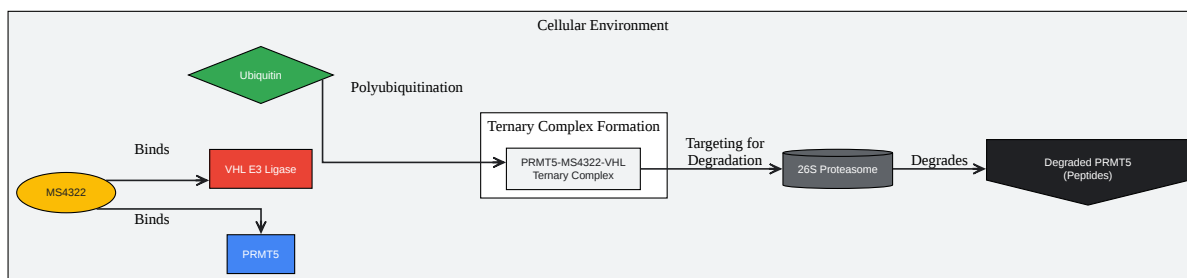 Cellular Environment
Ubiquitin
Polyubiquitination
Ternary Complex Formation
Binds
VHL E3 Ligase
PRMT5-MS4322-VHL
Ternary Complex
Targeting for
Degradation
26S Proteasome
Degrades
Degraded PRMT5
(Peptides)
MS4322
Binds
PRMT5